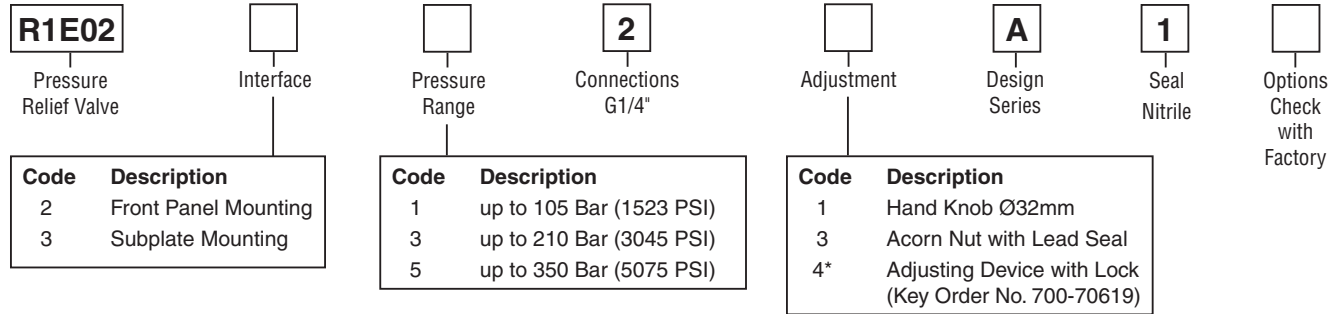 R1E02 2 A 1
Pressure Relief Valve
Interface
Pressure Range
Connections G1/4"
Adjustment
Design Series
Seal Nitrile
Options Check with Factory
Code Description
2 Front Panel Mounting
3 Subplate Mounting
Code Description
1 up to 105 Bar (1523 PSI)
3 up to 210 Bar (3045 PSI)
5 up to 350 Bar (5075 PSI)
Code Description
1 Hand Knob Ø32mm
3 Acorn Nut with Lead Seal
4* Adjusting Device with Lock
(Key Order No. 700-70619)